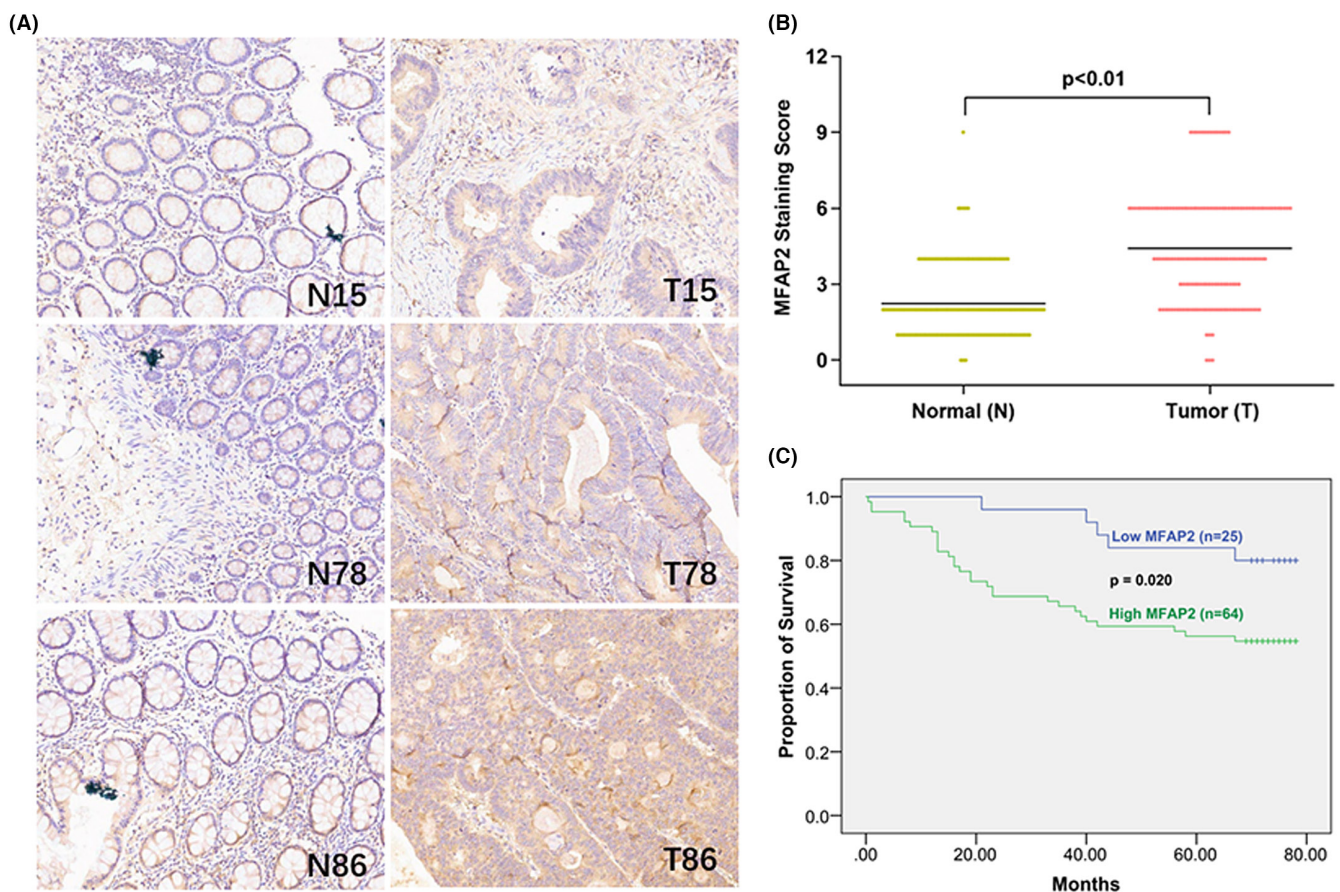 (A)
N15
T15
N78
T78
N86
T86
(B)
MFAP2 Staining Score
12
9
6
3
0
p<0.01
Normal (N)
Tumor (T)
(C)
Proportion of Survival
1.0
0.8
0.6
0.4
0.2
0.0
Low MFAP2 (n=25)
p = 0.020
High MFAP2 (n=64)
.00
20.00
40.00
60.00
80.00
Months